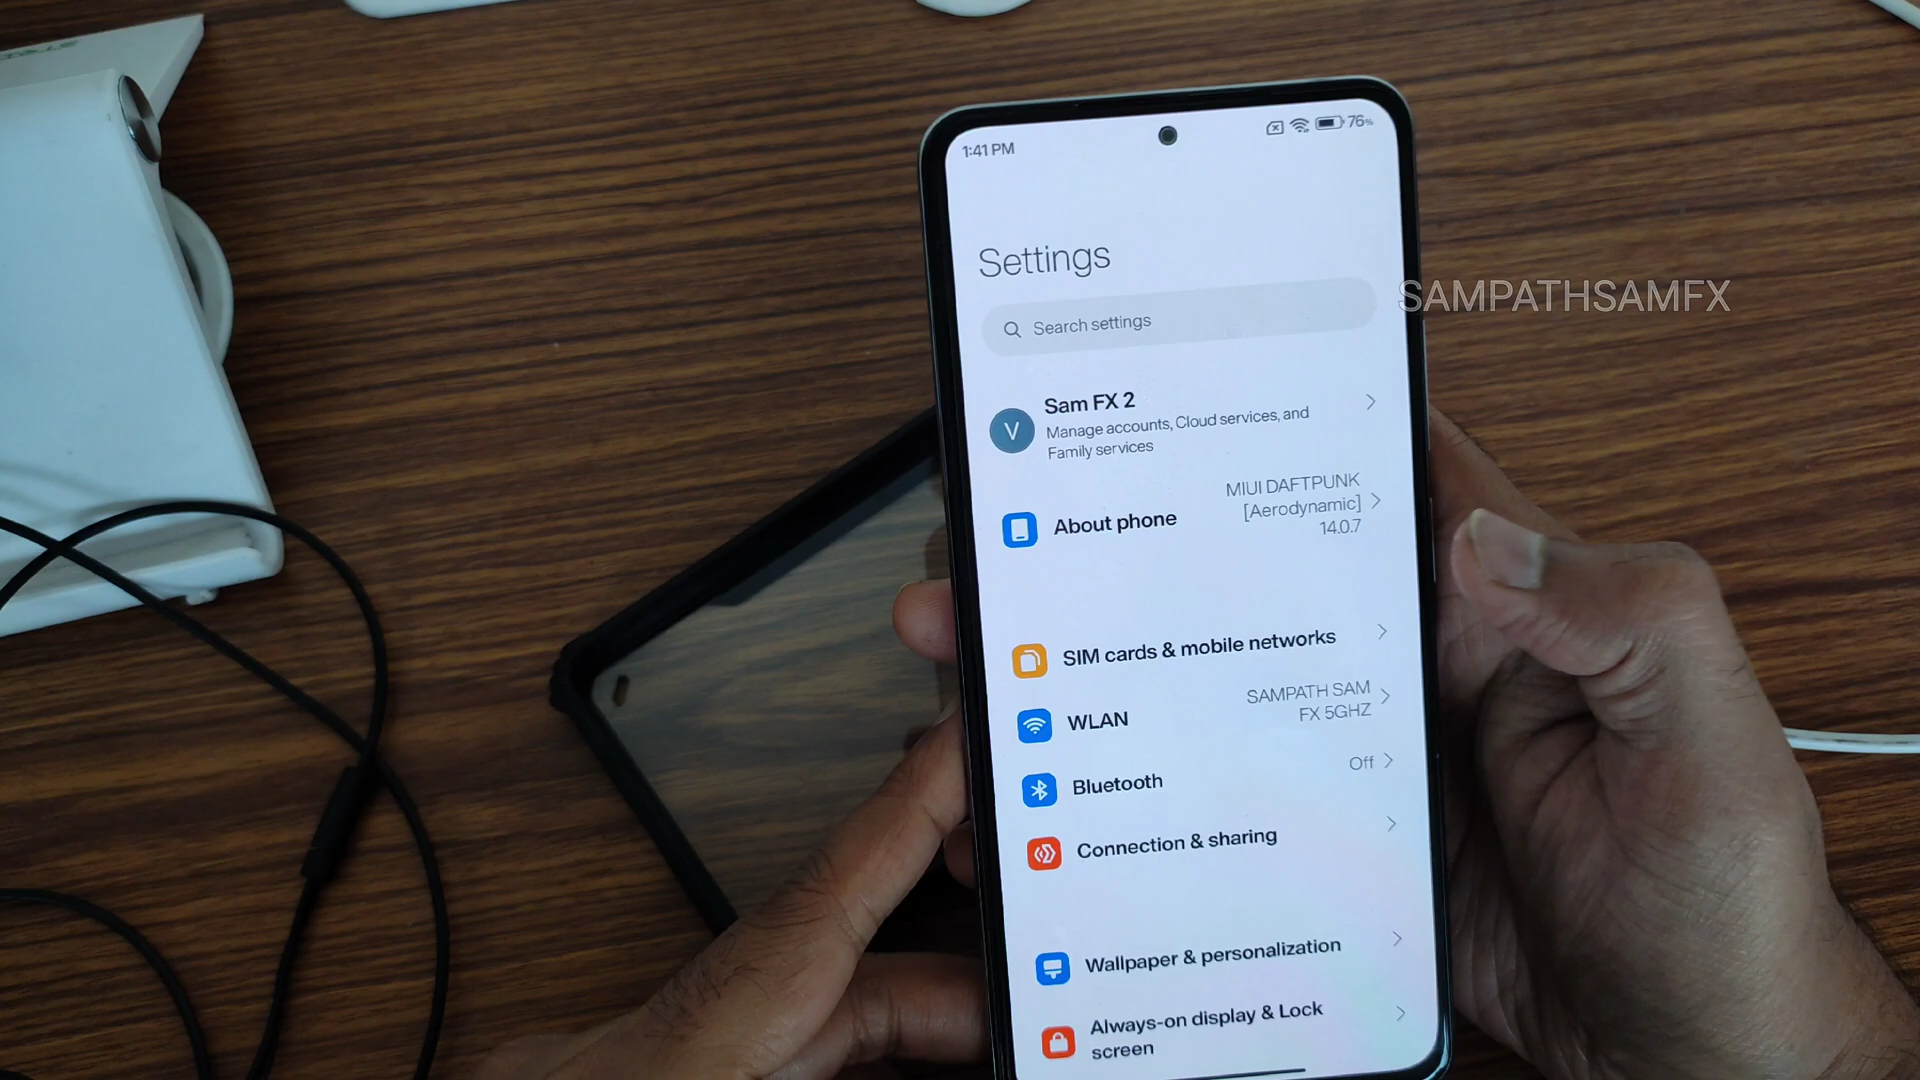 1:41 PM
76%
Settings
Search settings
SAMPATHSAMFX
Sam FX 2
V
Manage accounts, Cloud services, and
Family services
MIUI DAFTPUNK
About phone
[Aerodynamic]
14.0.7
SIM cards & mobile networks
WLAN
SAMPATH SAM
FX 5GHZ
Bluetooth
Off
Connection & sharing
Wallpaper & personalization
Always-on display & Lock
screen